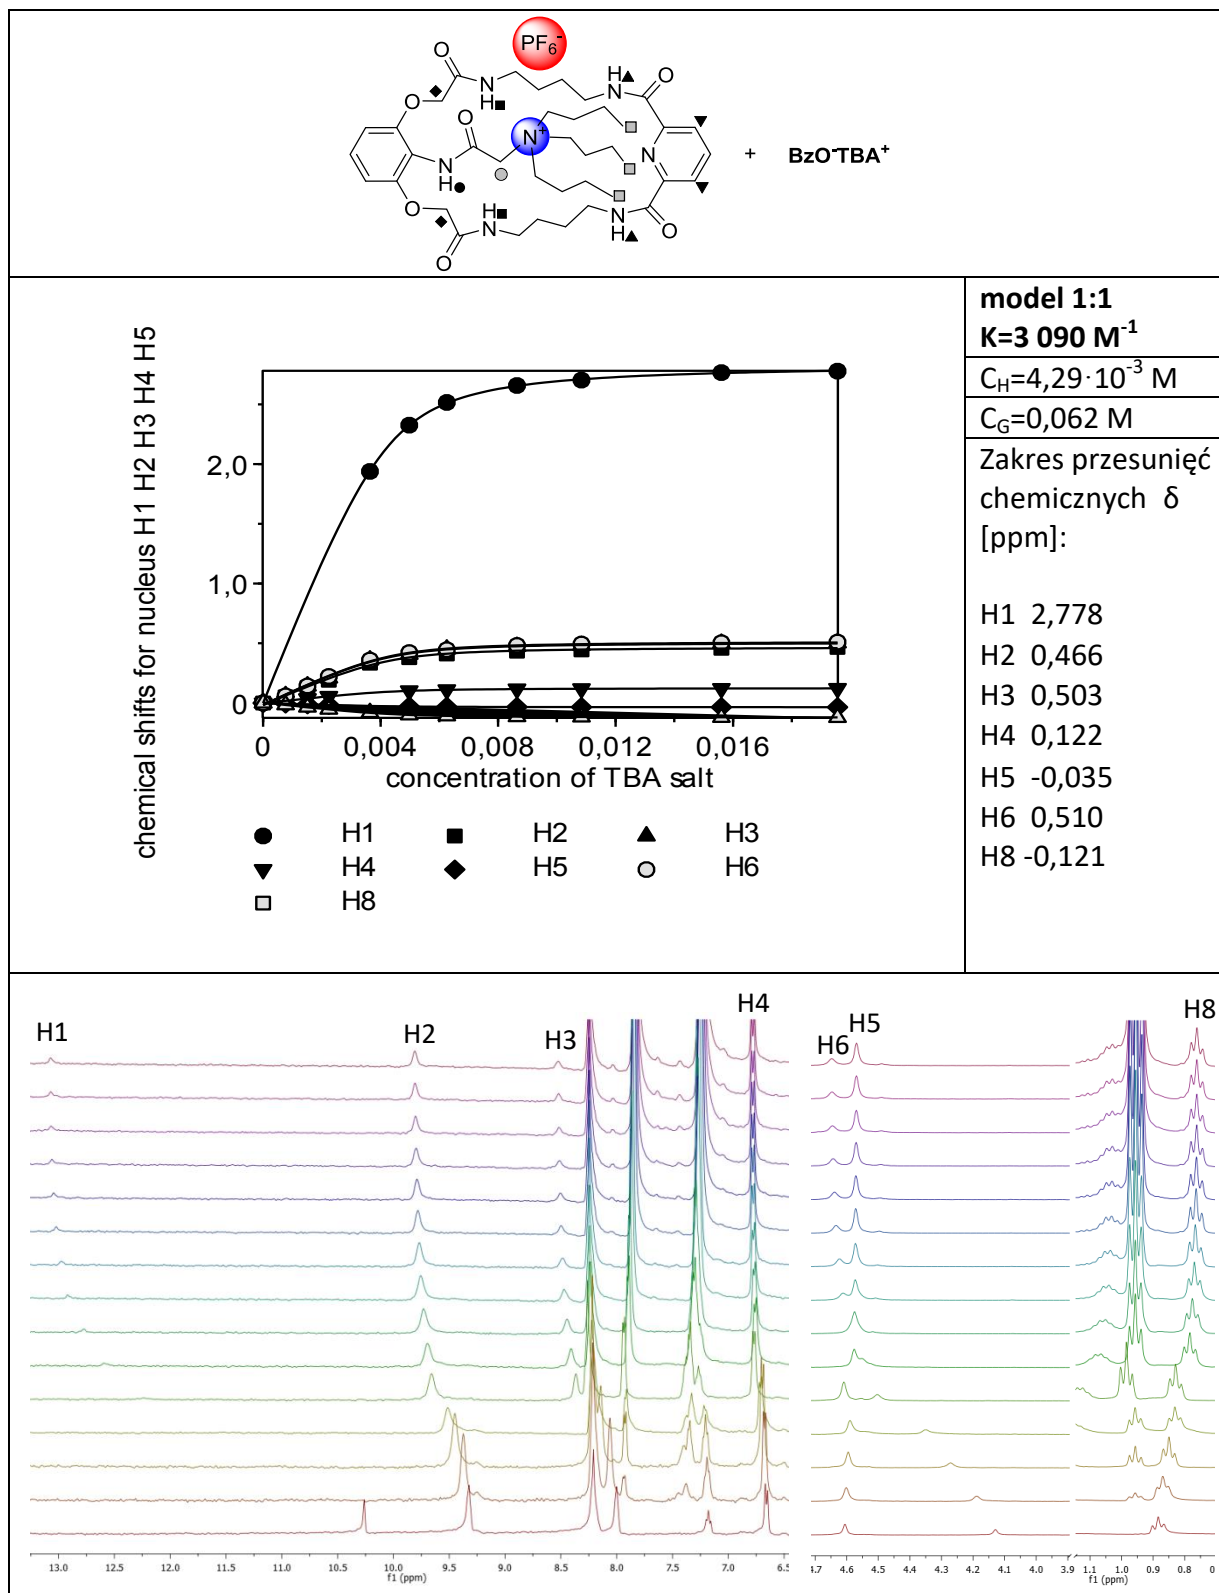 PF6-
O
H
N
H
N
O
O
N
H
O
N+
N
O
H
N
O
H
N
O
+ BzO-TBA+
model 1:1
K=3 090 M-1
CH=4,29·10-3 M
CG=0,062 M
Zakres przesunięć
chemicznych δ
[ppm]:
H1 2,778
H2 0,466
H3 0,503
H4 0,122
H5 -0,035
H6 0,510
H8 -0,121
chemical shifts for nucleus H1 H2 H3 H4 H5
2,0
1,0
0
0 0,004 0,008 0,012 0,016
concentration of TBA salt
H1 H2 H3
H4 H5 H6
H8
H1 H2 H3 H4 H6 H5 H8
13.0 12.5 12.0 11.5 11.0 10.5 10.0 9.5 9.0 8.5 8.0 7.5 7.0 6.5
f1 (ppm)
4.7 4.6 4.5 4.4 4.3 4.2 4.1 4.0 3.9
f1 (ppm)
1.1 1.0 0.9 0.8 0
f1 (ppm)